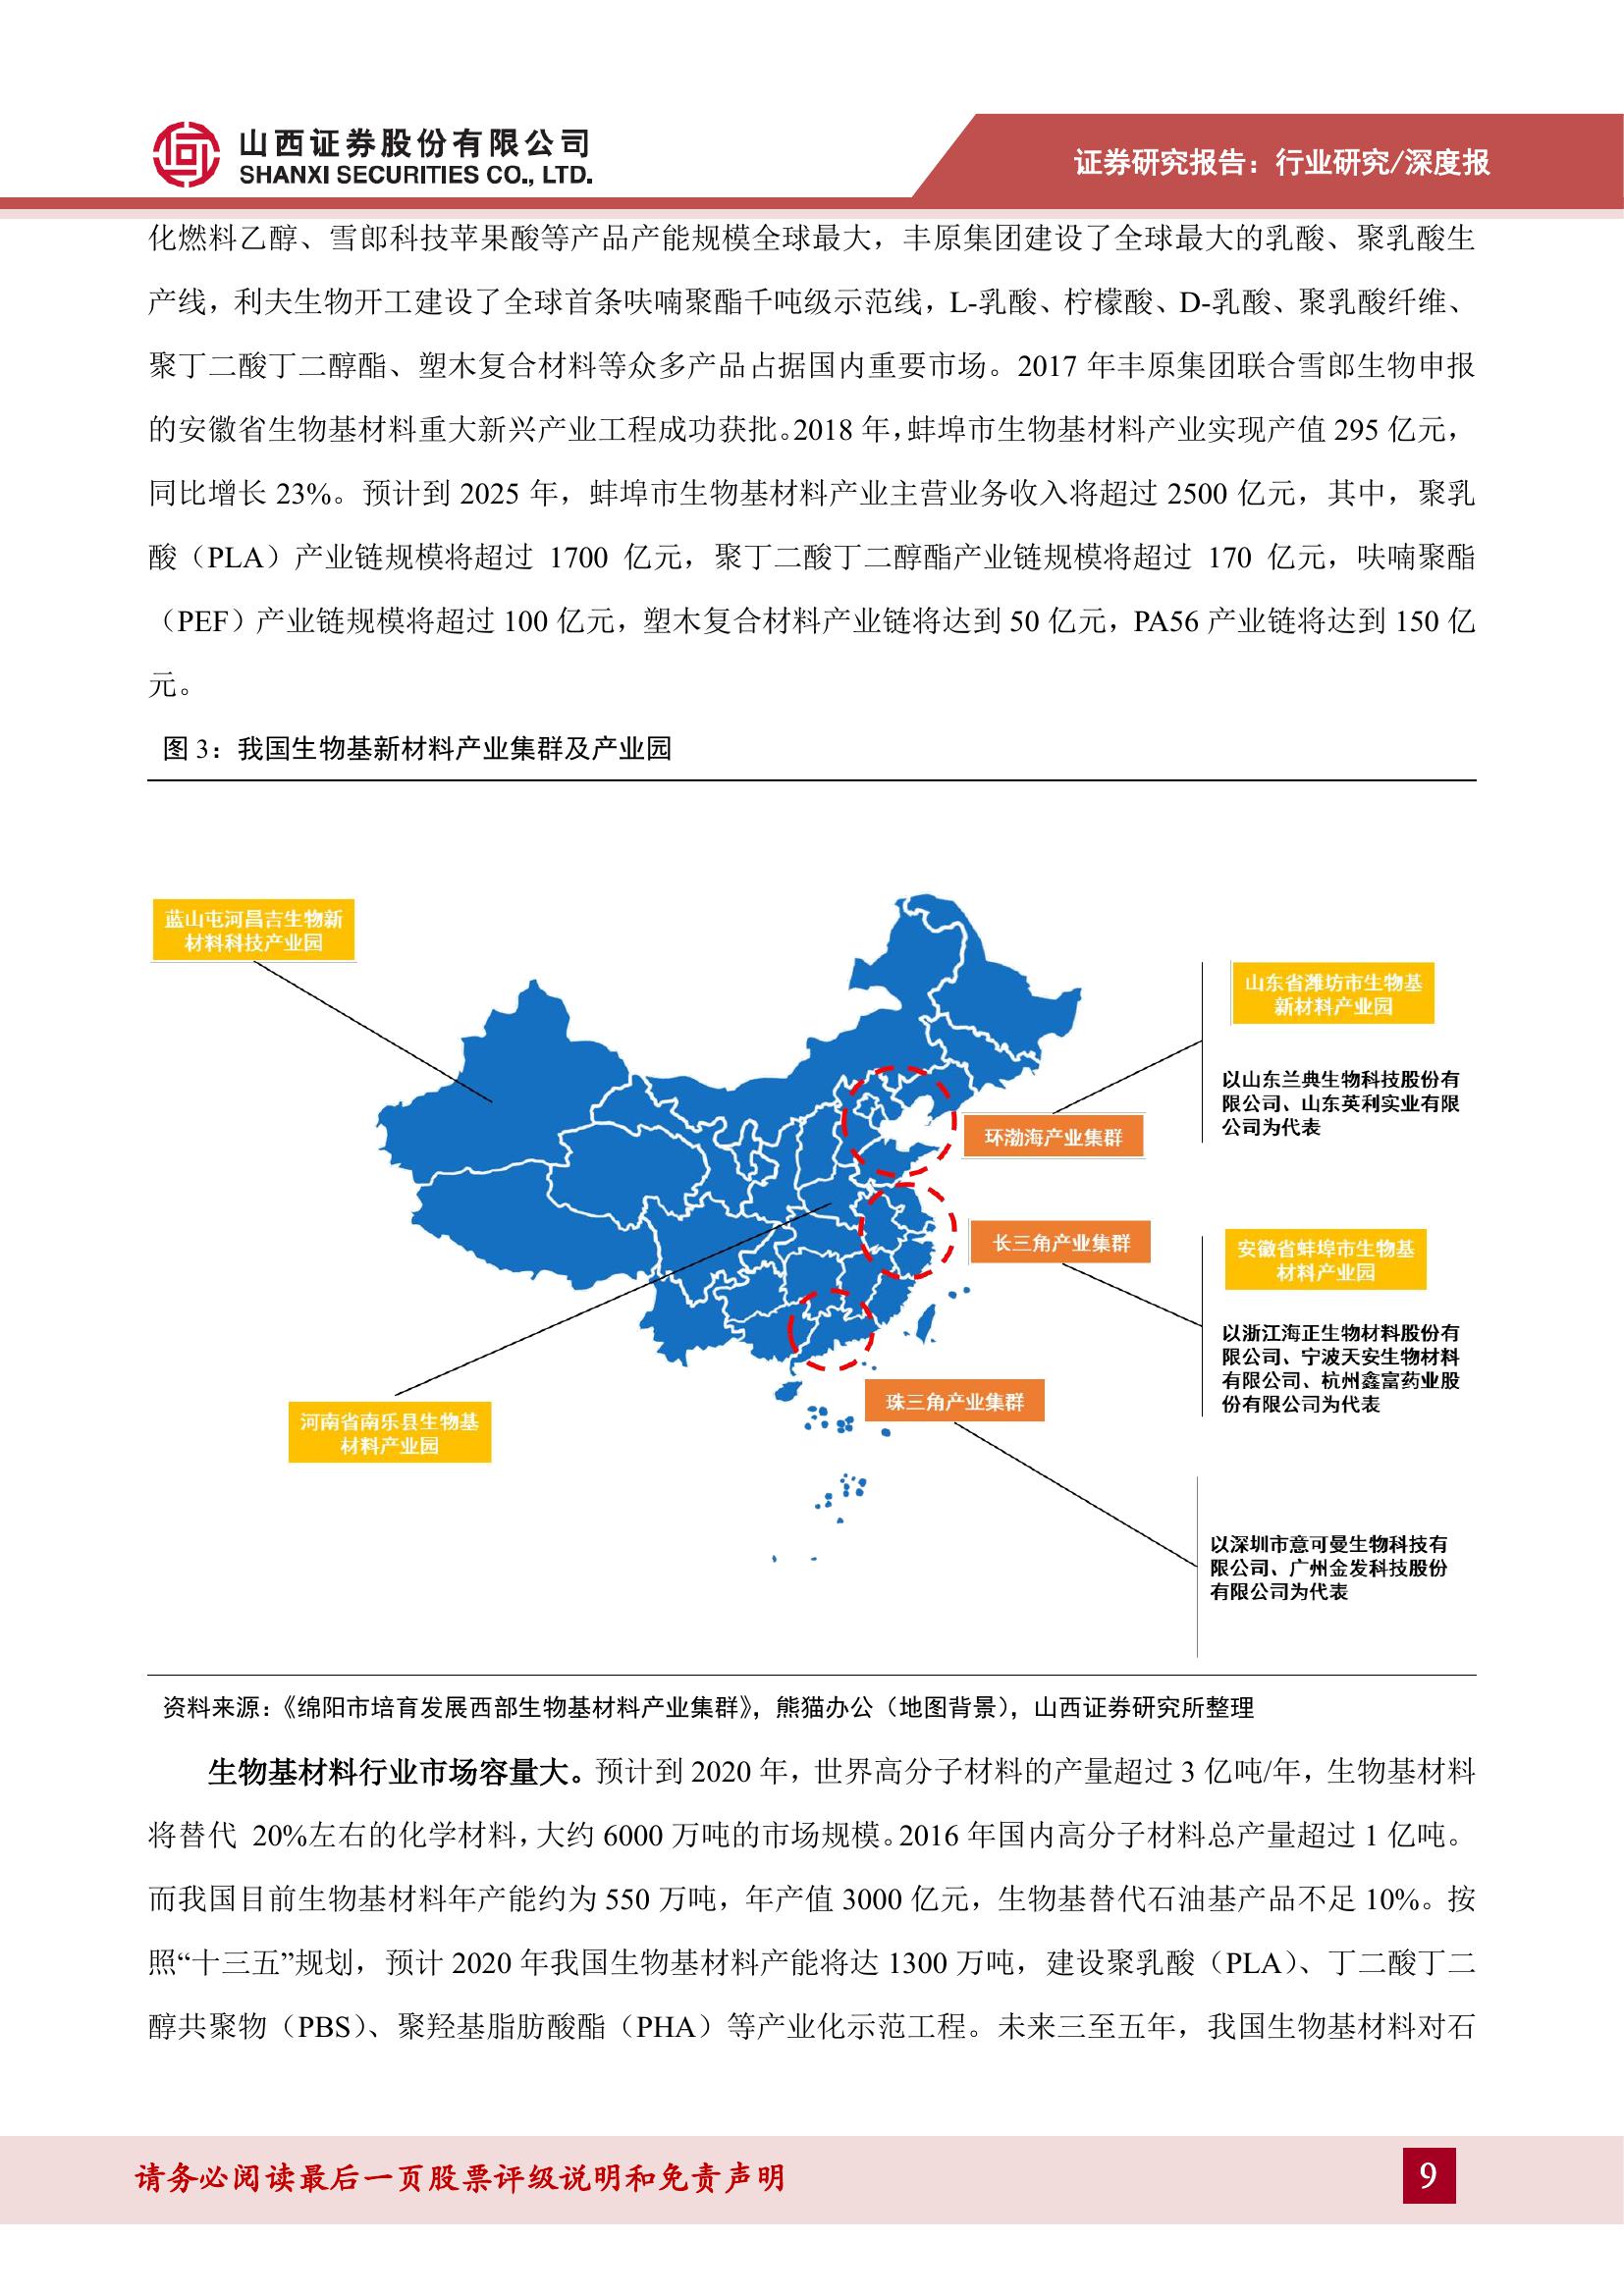 山西证券股份有限公司
SHANXI SECURITIES CO., LTD.
证券研究报告：行业研究/深度报
化燃料乙醇、雪郎科技苹果酸等产品产能规模全球最大，丰原集团建设了全球最大的乳酸、聚乳酸生
产线，利夫生物开工建设了全球首条呋喃聚酯千吨级示范线，L-乳酸、柠檬酸、D-乳酸、聚乳酸纤维、
聚丁二酸丁二醇酯、塑木复合材料等众多产品占据国内重要市场。2017 年丰原集团联合雪郎生物申报
的安徽省生物基材料重大新兴产业工程成功获批。2018 年，蚌埠市生物基材料产业实现产值 295 亿元，
同比增长 23%。预计到 2025 年，蚌埠市生物基材料产业主营业务收入将超过 2500 亿元，其中，聚乳
酸（PLA）产业链规模将超过 1700 亿元，聚丁二酸丁二醇酯产业链规模将超过 170 亿元，呋喃聚酯
（PEF）产业链规模将超过 100 亿元，塑木复合材料产业链将达到 50 亿元，PA56 产业链将达到 150 亿
元。
图 3：我国生物基新材料产业集群及产业园
蓝山屯河昌吉生物新
材料科技产业园
山东省潍坊市生物基
新材料产业园
以山东兰典生物科技股份有
限公司、山东英利实业有限
公司为代表
环渤海产业集群
长三角产业集群
安徽省蚌埠市生物基
材料产业园
以浙江海正生物材料股份有
限公司、宁波天安生物材料
有限公司、杭州鑫富药业股
份有限公司为代表
珠三角产业集群
河南省南乐县生物基
材料产业园
以深圳市意可曼生物科技有
限公司、广州金发科技股份
有限公司为代表
资料来源：《绵阳市培育发展西部生物基材料产业集群》，熊猫办公（地图背景），山西证券研究所整理
生物基材料行业市场容量大。预计到 2020 年，世界高分子材料的产量超过 3 亿吨/年，生物基材料
将替代 20%左右的化学材料，大约 6000 万吨的市场规模。2016 年国内高分子材料总产量超过 1 亿吨。
而我国目前生物基材料年产能约为 550 万吨，年产值 3000 亿元，生物基替代石油基产品不足 10%。按
照“十三五”规划，预计 2020 年我国生物基材料产能将达 1300 万吨，建设聚乳酸（PLA）、丁二酸丁二
醇共聚物（PBS）、聚羟基脂肪酸酯（PHA）等产业化示范工程。未来三至五年，我国生物基材料对石
请务必阅读最后一页股票评级说明和免责声明
9